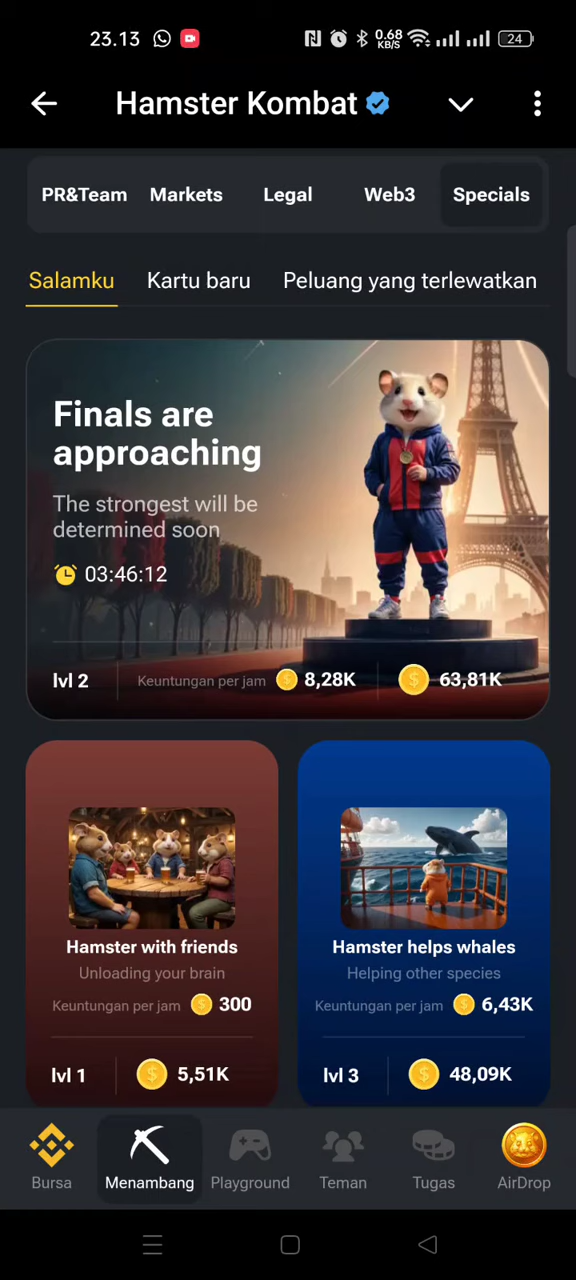 23.13
0.68
KB/S
24
Hamster Kombat
PR&Team Markets Legal Web3 Specials
Salamku Kartu baru Peluang yang terlewatkan
Finals are
approaching
The strongest will be
determined soon
03:46:12
lvl 2 Keuntungan per jam 8,28K 63,81K
Hamster with friends
Unloading your brain
Keuntungan per jam 300
lvl 1 5,51K
Hamster helps whales
Helping other species
Keuntungan per jam 6,43K
lvl 3 48,09K
Bursa Menambang Playground Teman Tugas AirDrop